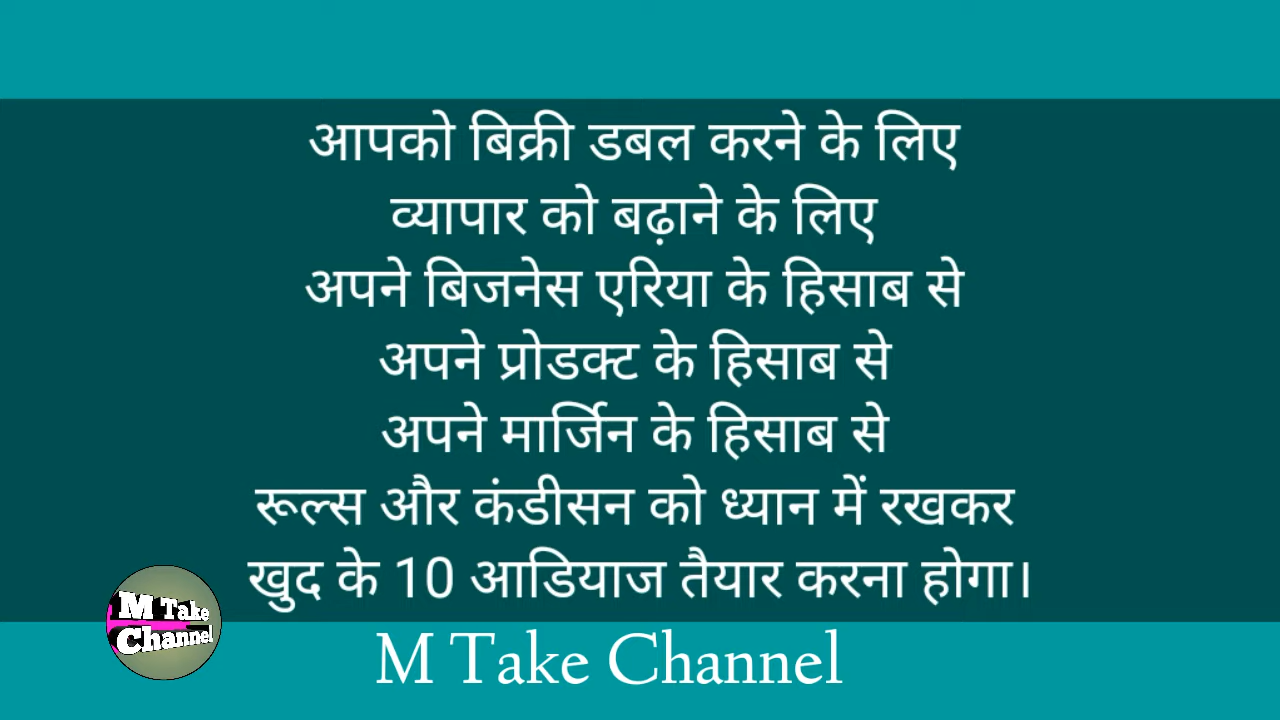 आपको बिक्री डबल करने के लिए
व्यापार को बढ़ाने के लिए
अपने बिजनेस एरिया के हिसाब से
अपने प्रोडक्ट के हिसाब से
अपने मार्जिन के हिसाब से
रूल्स और कंडीसन को ध्यान में रखकर
खुद के 10 आडियाज तैयार करना होगा।
M Take
Channel
M Take Channel